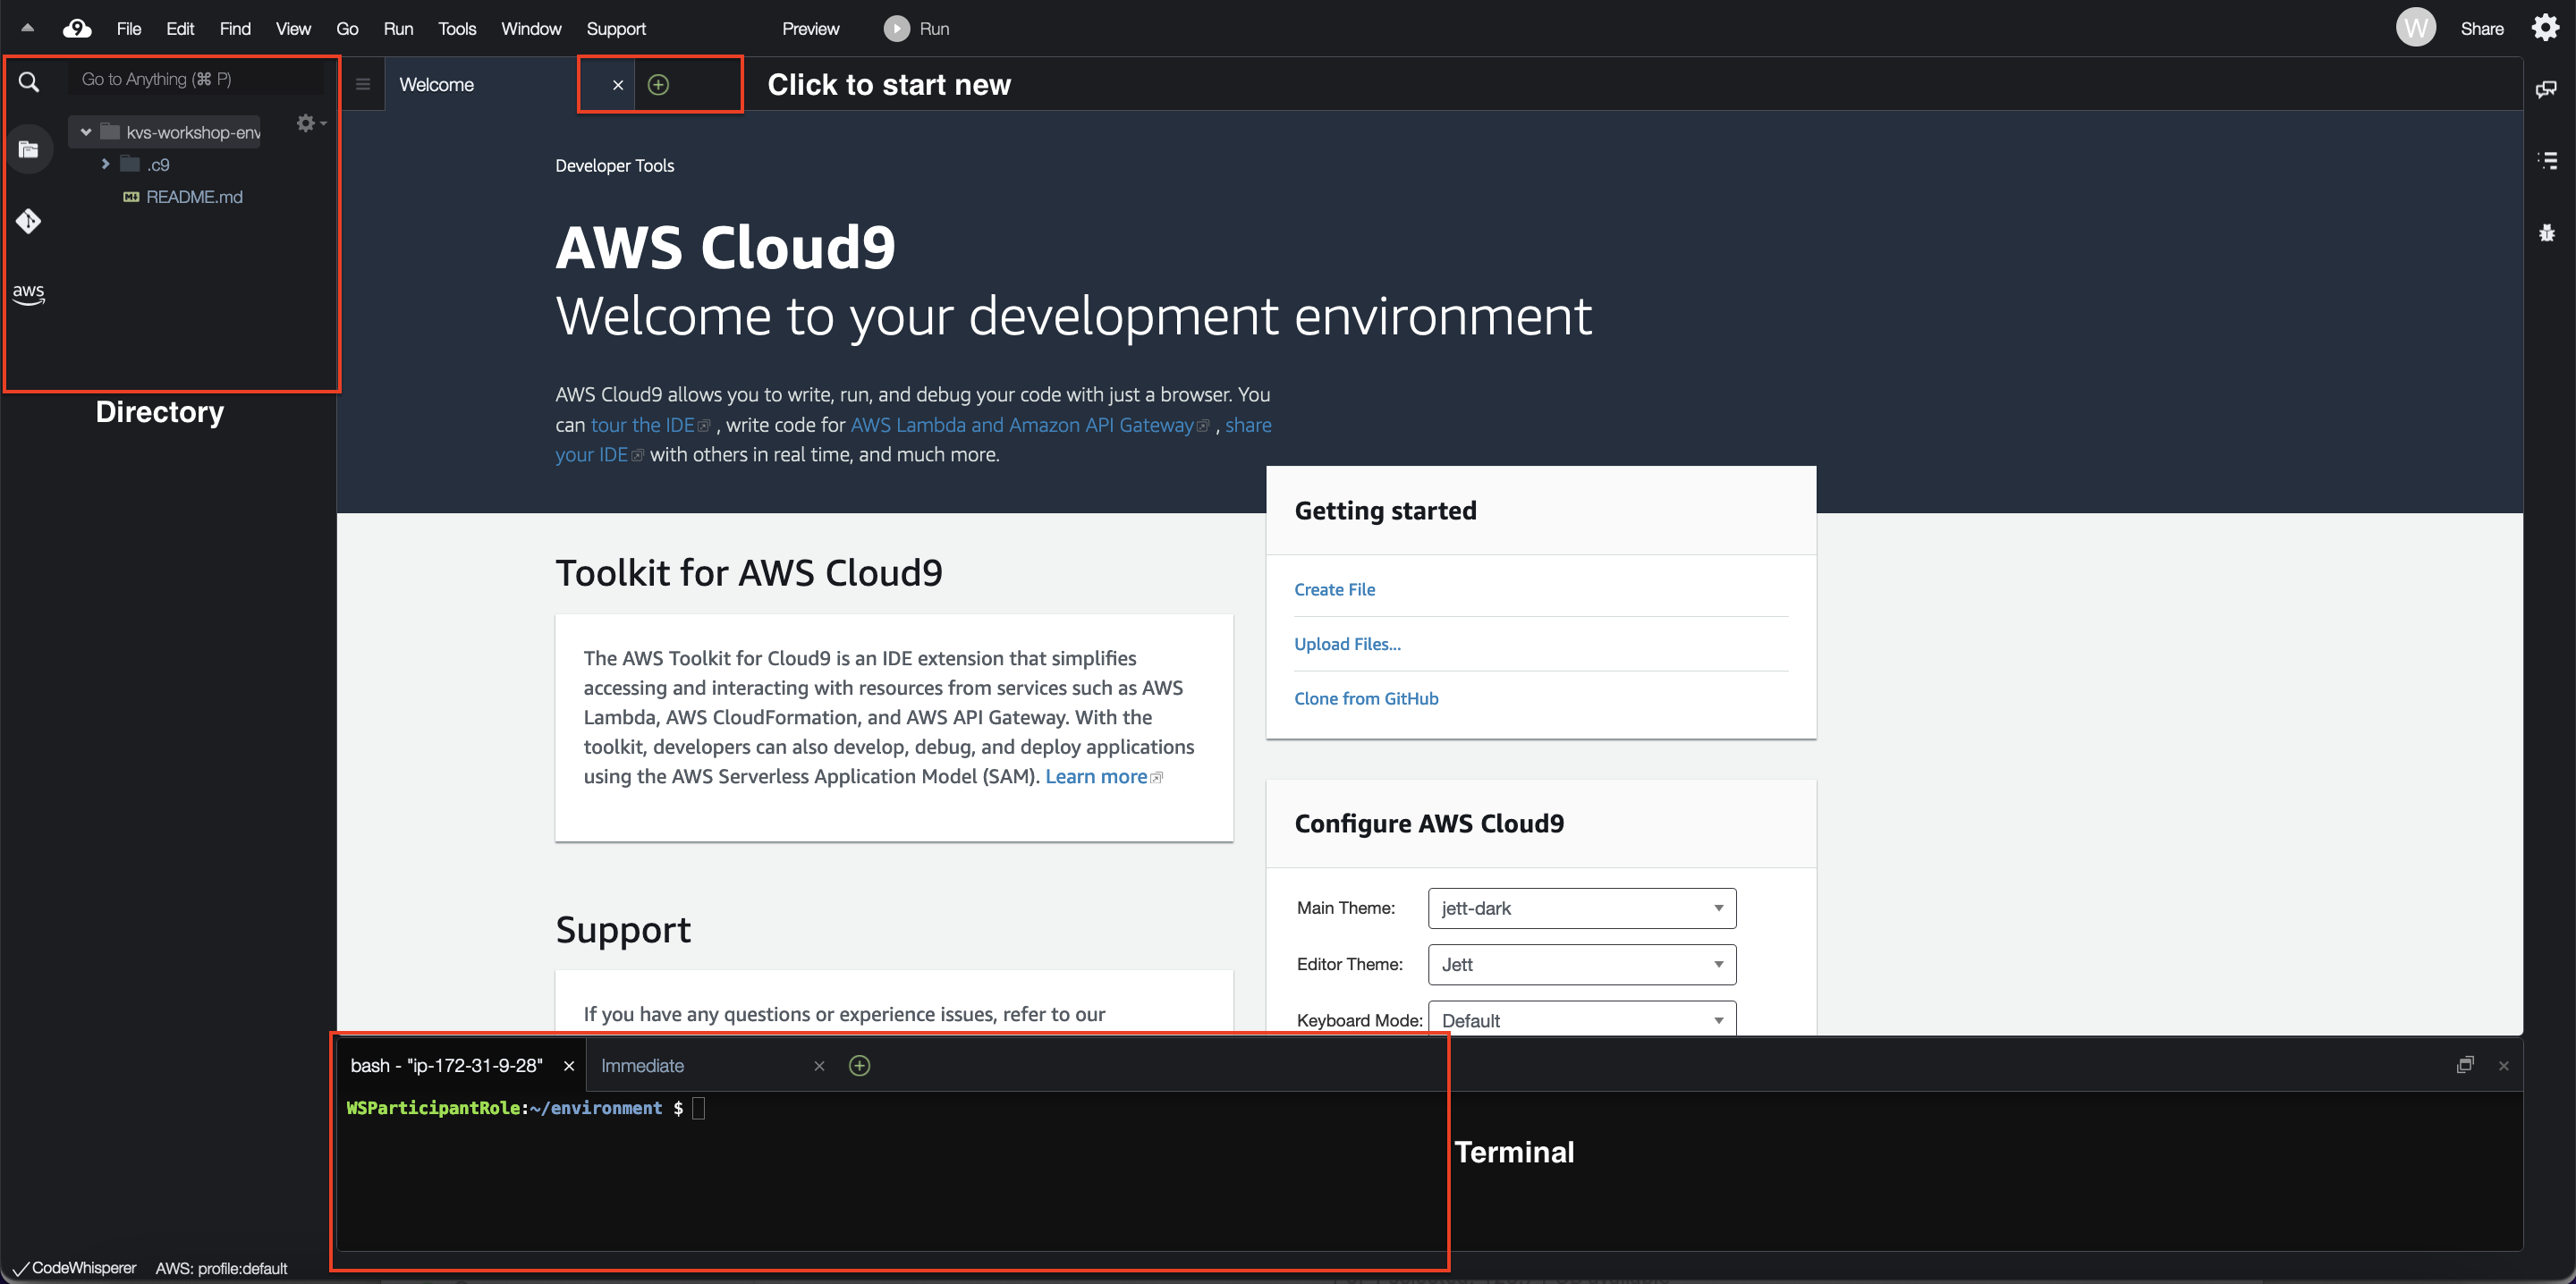 File Edit Find View Go Run Tools Window Support Preview Run W Share
Go to Anything (⌘ P)
kvs-workshop-env
.c9
README.md
aws
Directory
Welcome
Click to start new
Developer Tools
AWS Cloud9
Welcome to your development environment
AWS Cloud9 allows you to write, run, and debug your code with just a browser. You
can tour the IDE , write code for AWS Lambda and Amazon API Gateway , share
your IDE with others in real time, and much more.
Toolkit for AWS Cloud9
The AWS Toolkit for Cloud9 is an IDE extension that simplifies
accessing and interacting with resources from services such as AWS
Lambda, AWS CloudFormation, and AWS API Gateway. With the
toolkit, developers can also develop, debug, and deploy applications
using the AWS Serverless Application Model (SAM). Learn more
Support
If you have any questions or experience issues, refer to our
Getting started
Create File
Upload Files...
Clone from GitHub
Configure AWS Cloud9
Main Theme: jett-dark
Editor Theme: Jett
Keyboard Mode: Default
bash - "ip-172-31-9-28" Immediate
WSParticipantRole:~/environment $
Terminal
CodeWhisperer AWS: profile:default